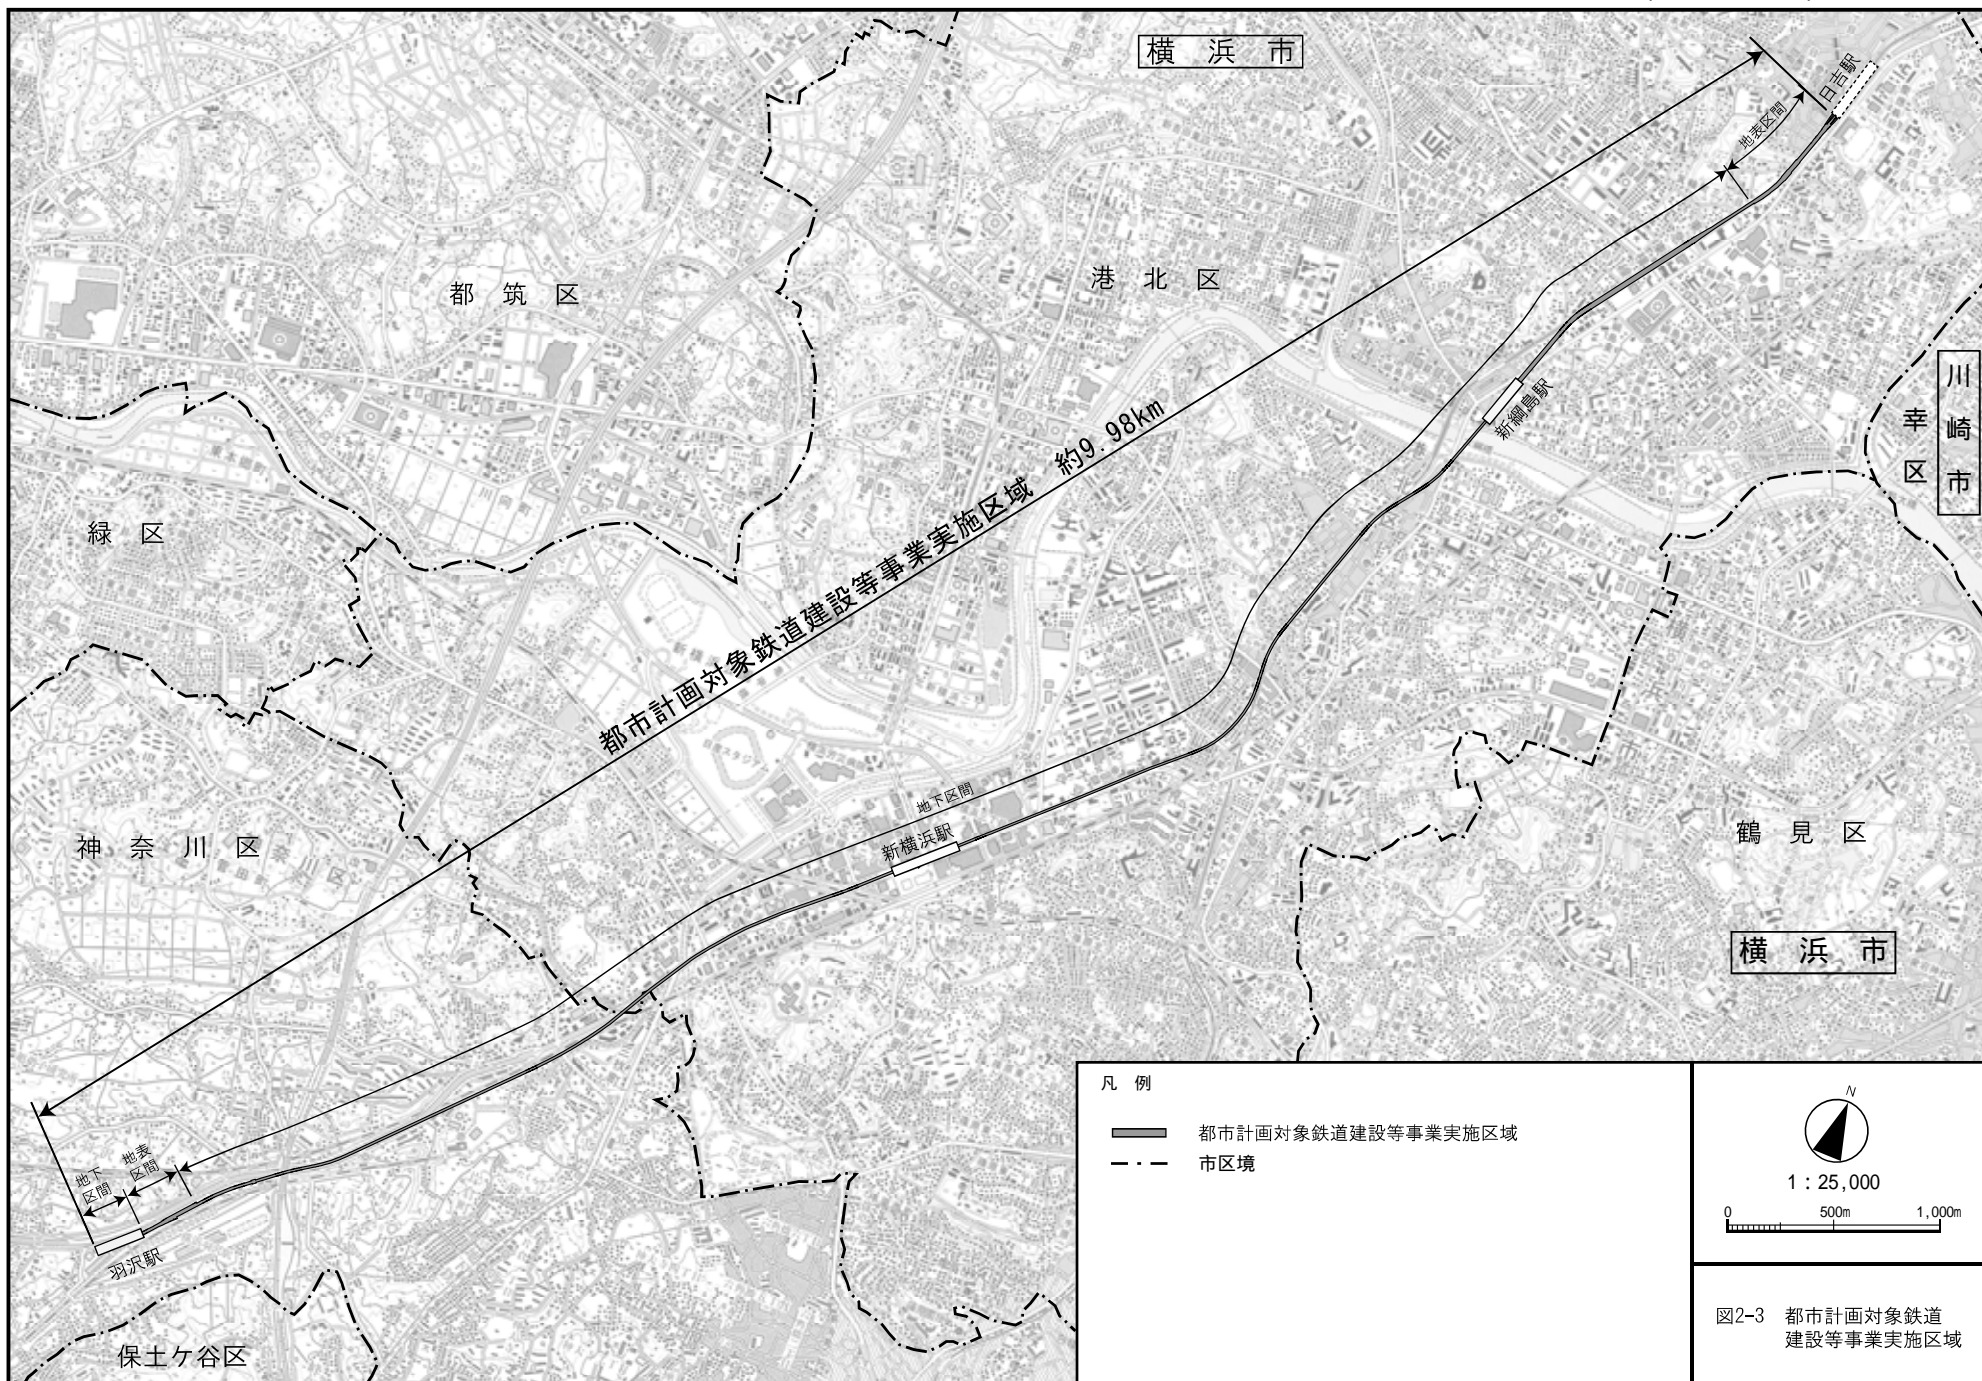 横浜市
日吉駅
地表区間
都筑区
港北区
川崎市
幸区
新綱島駅
都市計画対象鉄道建設等事業実施区域 約9.98km
緑区
地下区間
新横浜駅
神奈川区
鶴見区
横浜市
地下
区間
地表
区間
羽沢駅
保土ケ谷区
凡 例
都市計画対象鉄道建設等事業実施区域
市区境
N
1：25,000
0 500m 1,000m
図2-3 都市計画対象鉄道
建設等事業実施区域